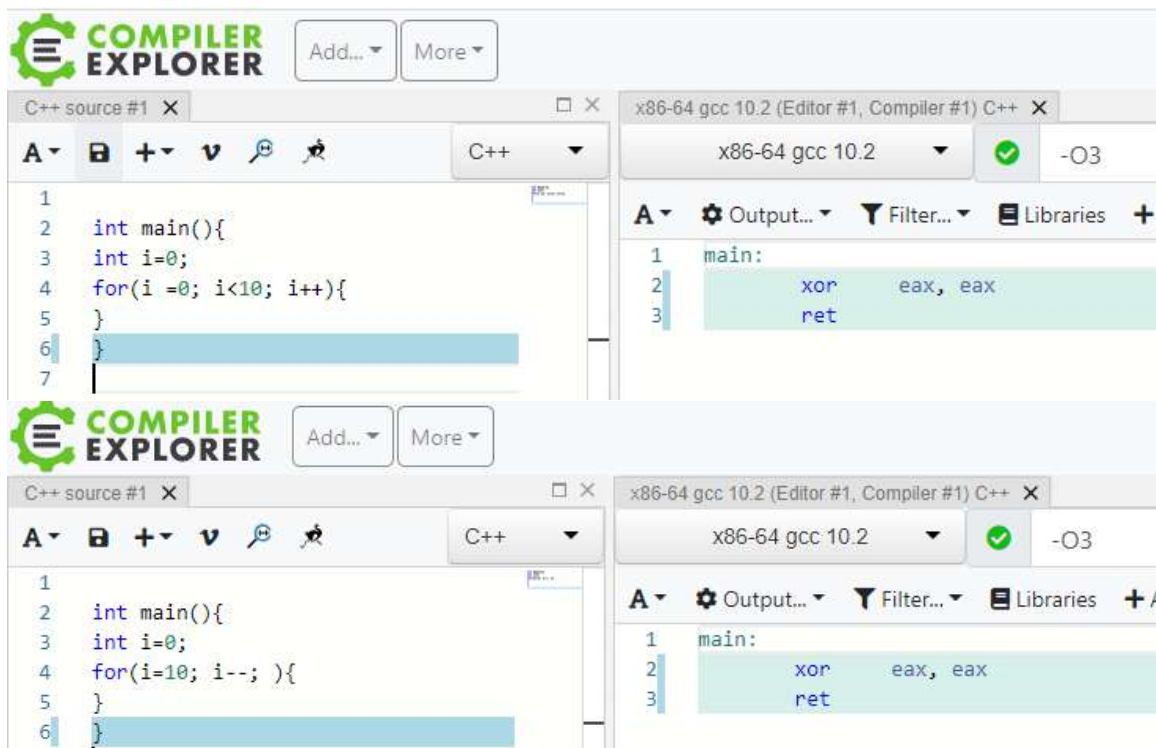 COMPILER
EXPLORER
Add...
More
C++ source #1 X
x86-64 gcc 10.2 (Editor #1, Compiler #1) C++ X
A
C++
x86-64 gcc 10.2
-O3
A Output... Filter... Libraries +
1
2 int main(){
3 int i=0;
4 for(i =0; i<10; i++){
5 }
6 }
7
1 main:
2 xor eax, eax
3 ret
COMPILER
EXPLORER
Add...
More
C++ source #1 X
x86-64 gcc 10.2 (Editor #1, Compiler #1) C++ X
A
C++
x86-64 gcc 10.2
-O3
A Output... Filter... Libraries + A
1
2 int main(){
3 int i=0;
4 for(i=10; i--; ){
5 }
6 }
1 main:
2 xor eax, eax
3 ret